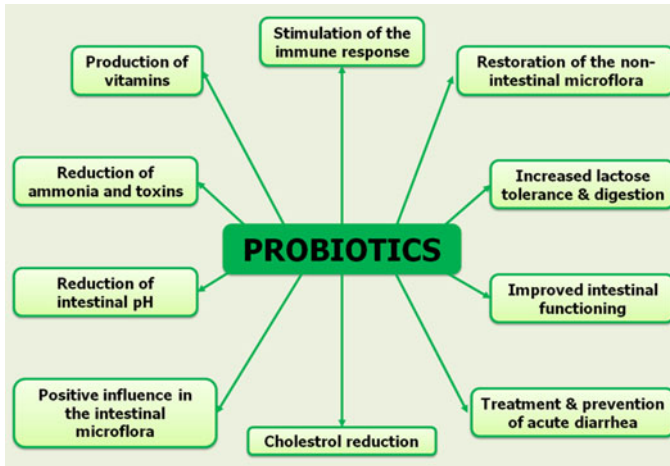 Stimulation of the
immune response
Production of
vitamins
Restoration of the non-
intestinal microflora
Reduction of
ammonia and toxins
Increased lactose
tolerance & digestion
PROBIOTICS
Reduction of
intestinal pH
Improved intestinal
functioning
Positive influence in
the intestinal
microflora
Treatment & prevention
of acute diarrhea
Cholestrol reduction